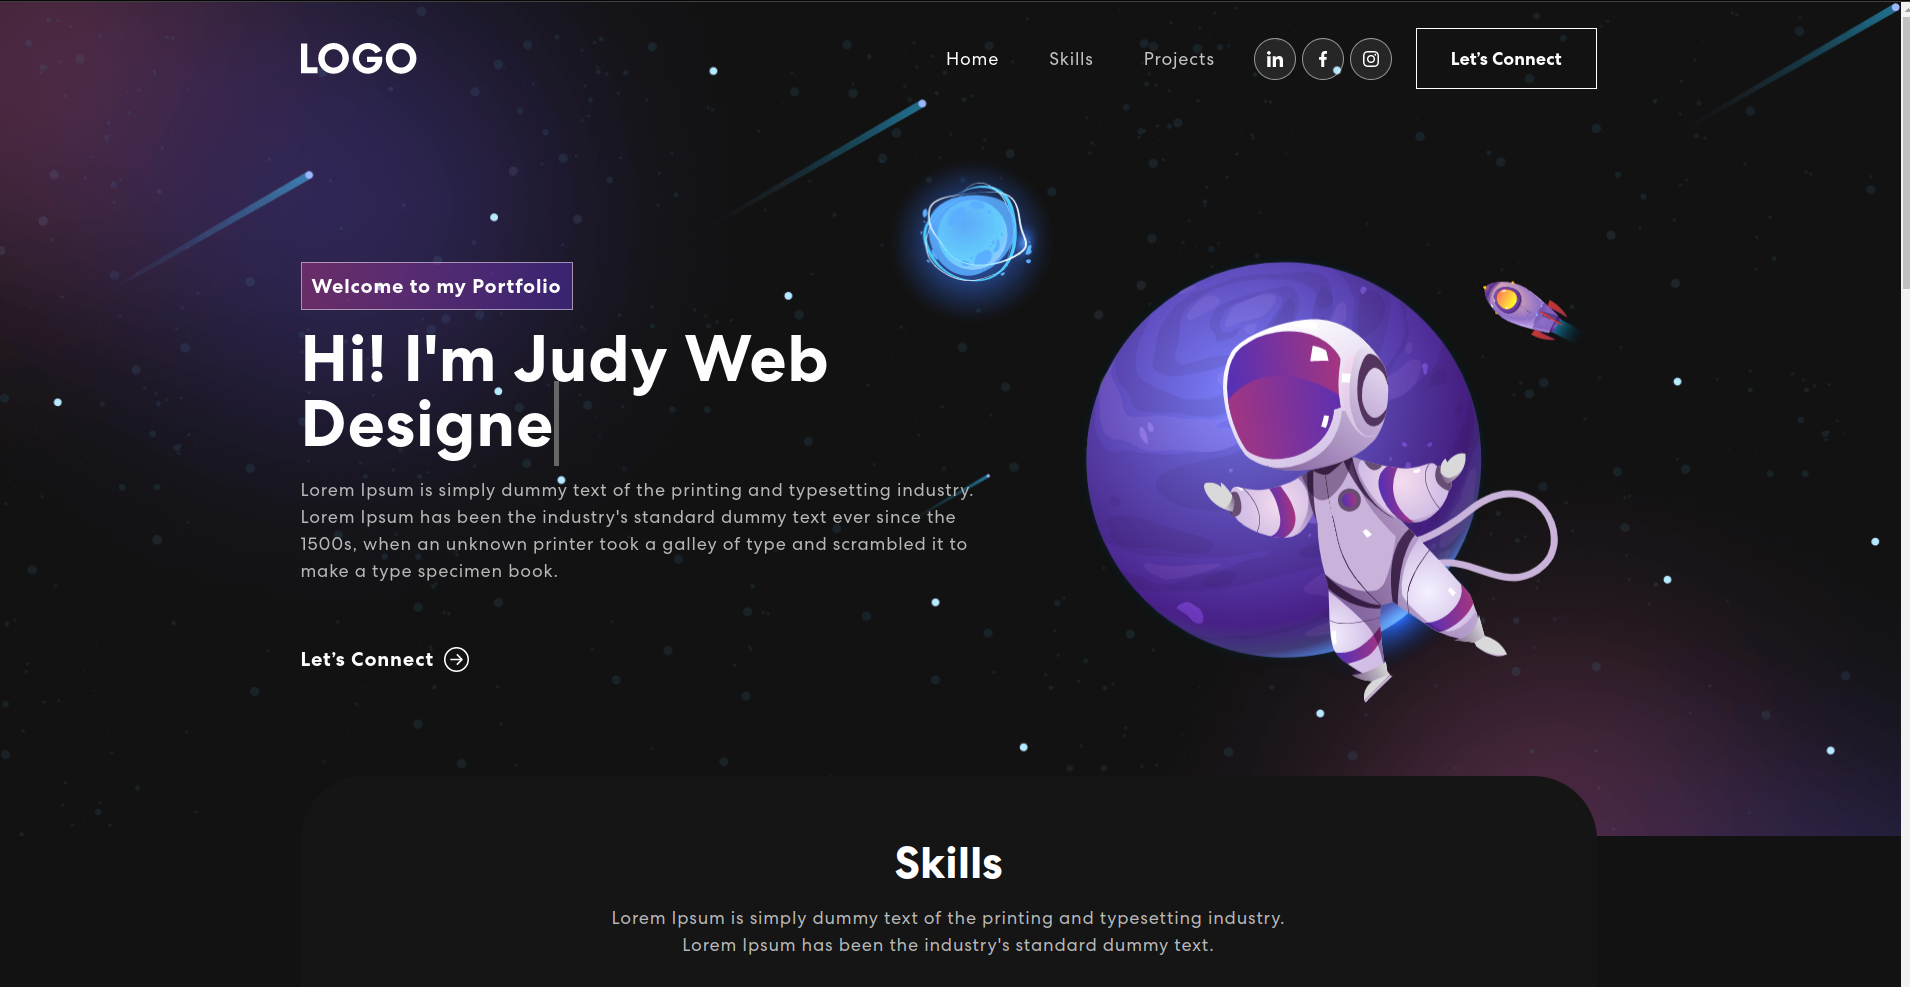 LOGO
Home Skills Projects in f Let's Connect
Welcome to my Portfolio
Hi! I'm Judy Web
Designe
Lorem Ipsum is simply dummy text of the printing and typesetting industry.
Lorem Ipsum has been the industry's standard dummy text ever since the
1500s, when an unknown printer took a galley of type and scrambled it to
make a type specimen book.
Let’s Connect
Skills
Lorem Ipsum is simply dummy text of the printing and typesetting industry.
Lorem Ipsum has been the industry's standard dummy text.